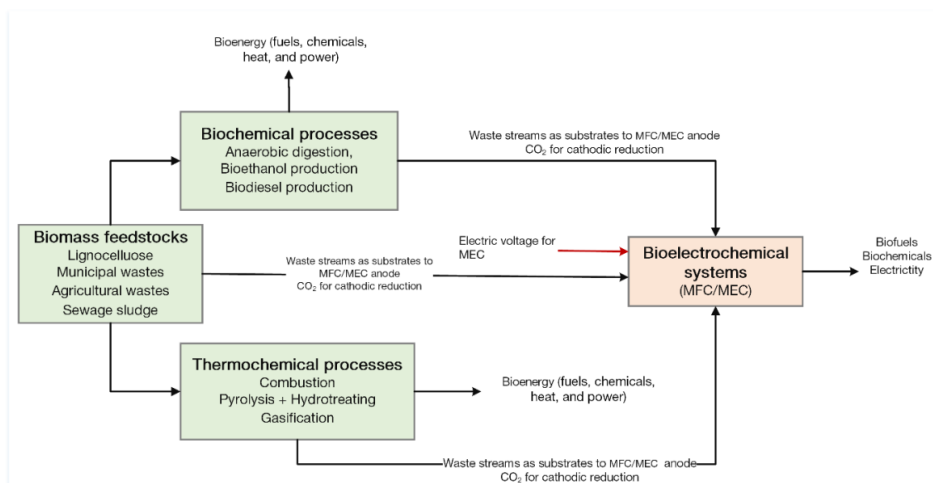 Bioenergy (fuels, chemicals,
heat, and power)
Biochemical processes
Anaerobic digestion,
Bioethanol production
Biodiesel production
Waste streams as substrates to MFC/MEC anode
CO₂ for cathodic reduction
Biomass feedstocks
Lignocelluose
Municipal wastes
Agricultural wastes
Sewage sludge
Waste streams as substrates to
MFC/MEC anode
CO₂ for cathodic reduction
Electric voltage for
MEC
Bioelectrochemical
systems
(MFC/MEC)
Biofuels
Biochemicals
Electrictity
Thermochemical processes
Combustion
Pyrolysis + Hydrotreating
Gasification
Bioenergy (fuels, chemicals,
heat, and power)
Waste streams as substrates to MFC/MEC anode
CO₂ for cathodic reduction